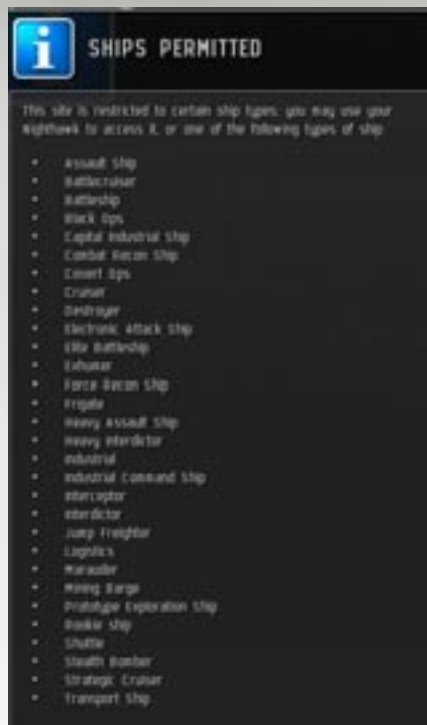 SHIPS PERMITTED
This site is restricted to certain ship types, you may use your
Nighthawk to access it, or one of the following types of ship
• Assault Ship
• Battlecruiser
• Battleship
• Black Ops
• Capital Industrial Ship
• Combat Recon Ship
• Covert Ops
• Cruiser
• Destroyer
• Electronic Attack Ship
• Elite Battleship
• Exhumer
• Force Recon Ship
• Frigate
• Heavy Assault Ship
• Heavy Interdictor
• Industrial
• Industrial Command Ship
• Interceptor
• Interdictor
• Jump Freighter
• Logistics
• Marauder
• Mining Barge
• Prototype Exploration Ship
• Rookie ship
• Shuttle
• Stealth Bomber
• Strategic Cruiser
• Transport Ship